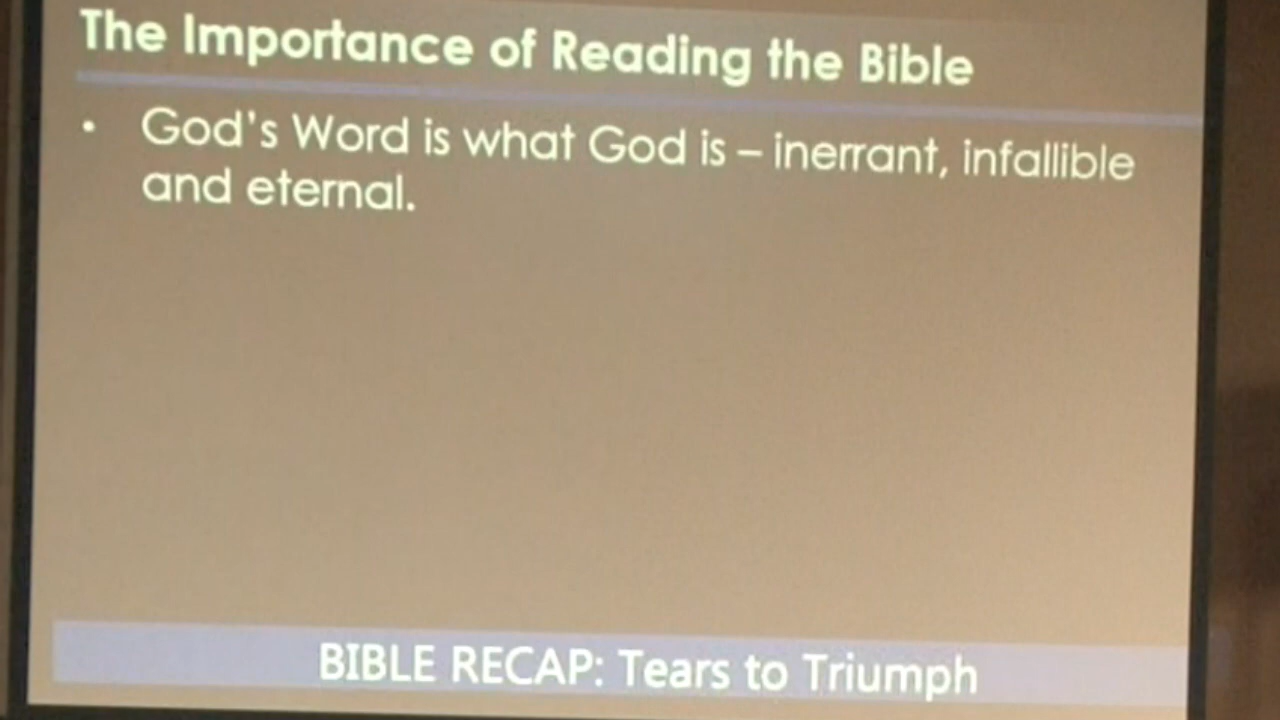 The Importance of Reading the Bible
• God's Word is what God is – inerrant, infallible
and eternal.
BIBLE RECAP: Tears to Triumph